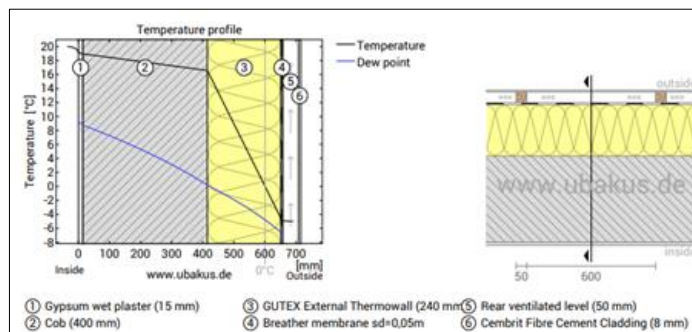 Temperature profile
20
18
16
14
12
10
8
6
4
2
0
-2
-4
-6
-8
Temperature [°C]
1
2
3
4
5
6
Temperature
Dew point
0 100 200 300 400 500 600 700
[mm]
Inside
www.ubakus.de
0°C
Outside
outside
www.ubakus.de
inside
50
600
1 Gypsum wet plaster (15 mm)
3 GUTEX External Thermowall (240 mm
5 Rear ventilated level (50 mm)
2 Cob (400 mm)
4 Breather membrane sd=0,05m
6 Cembrit Fibre Cement Cladding (8 mm)